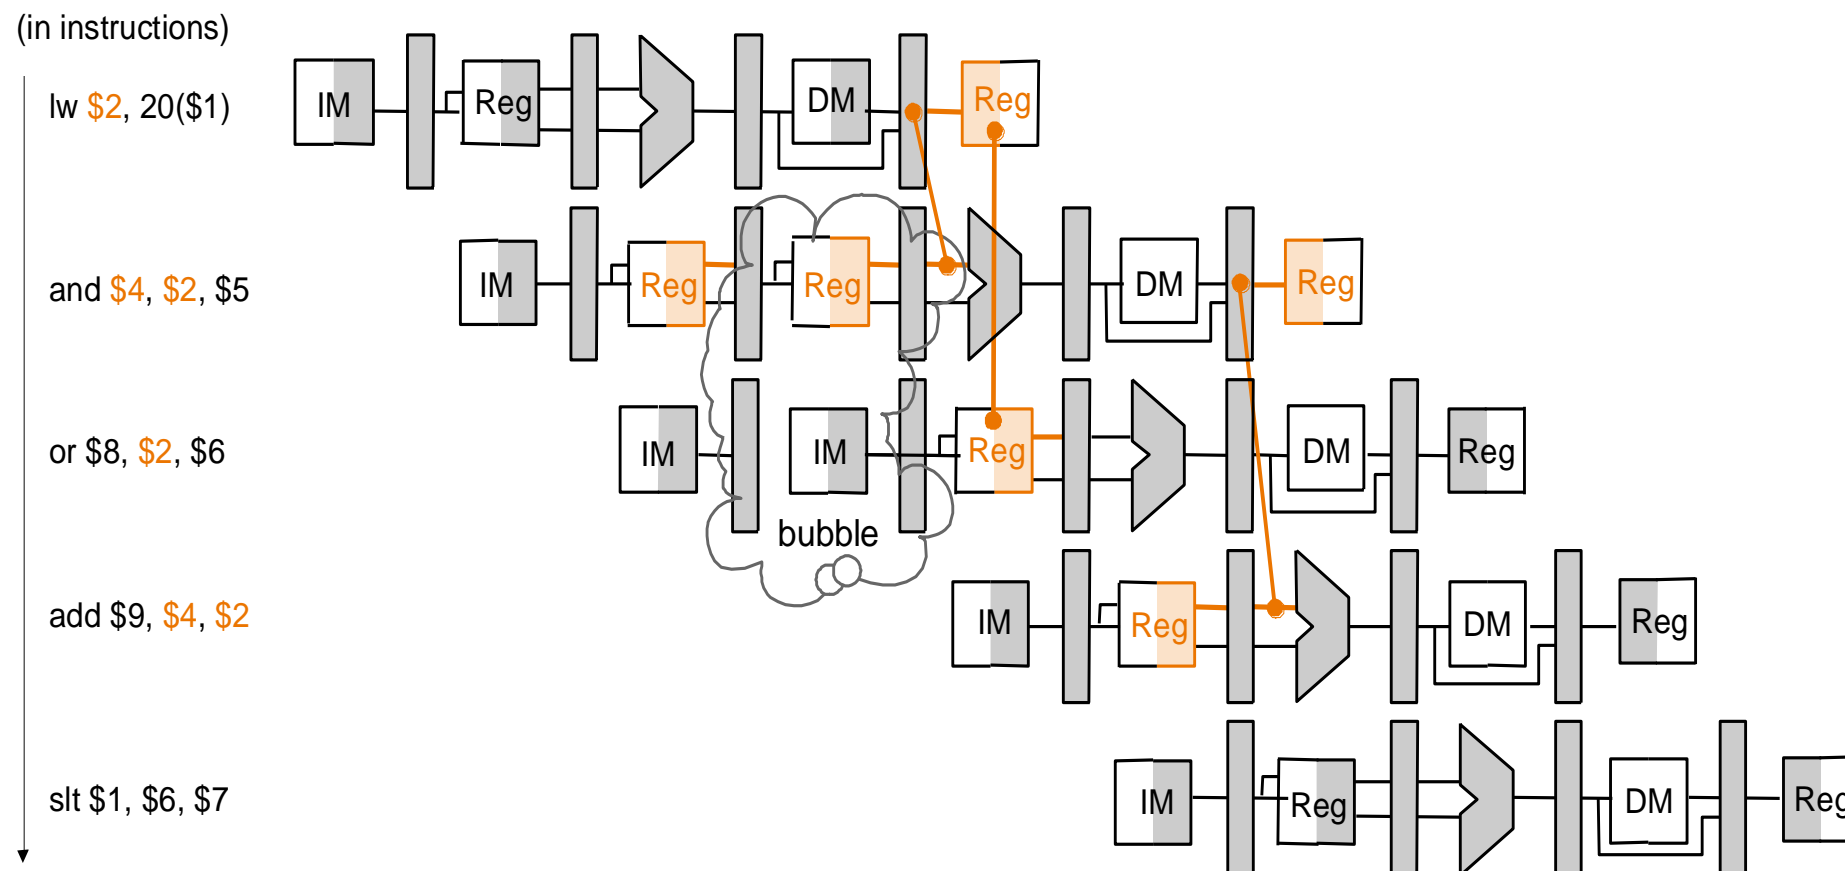 (in instructions)
lw $2, 20($1)
IM Reg DM Reg
and $4, $2, $5
IM Reg Reg DM Reg
or $8, $2, $6
IM IM Reg DM Reg
bubble
add $9, $4, $2
IM Reg DM Reg
slt $1, $6, $7
IM Reg DM Reg